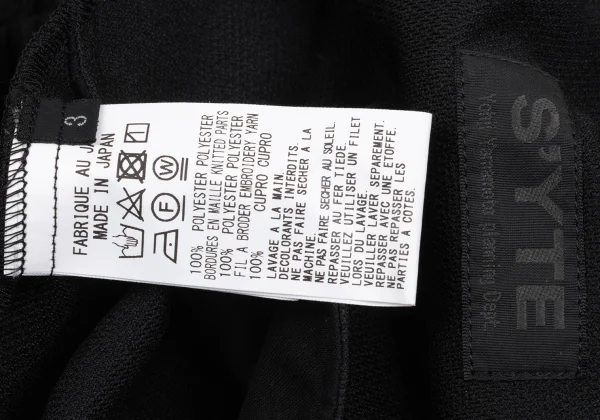 3
FABRIQUE AU J
MADE IN JAPAN
F W
100% POLYESTER POLYESTER
BORDURES EN MAILLE KNITTED PARTS
100% POLYESTER POLYESTER
FIL A BRODER EMBROIDERY YARN
100% CUPRO CUPRO
LAVAGE A LA MAIN.
DECOLORANTS INTERDITS.
NE PAS FAIRE SECHER A LA
MACHINE.
NE PAS FAIRE SECHER AU SOLEIL.
REPASSER AU FER TIEDE.
VEUILLEZ UTILISER UN FILET
LORS DU LAVAGE.
VEUILLER LAVER SEPAREMENT.
REPASSER AVEC UNE ETOFFE.
NE PAS REPASSER LES
PARTIES A COTES.
S'YTE
Yohji Yamamoto